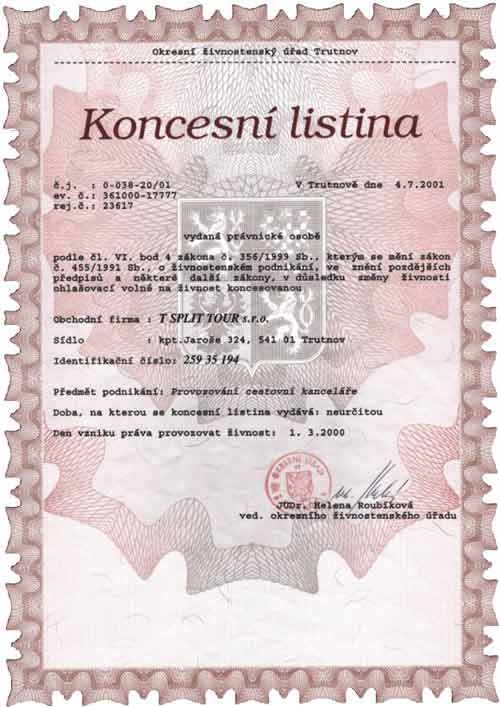 Okresní živnostenský úřad Trutnov
Koncesní listina
č.j. : 0-038-20/01 V Trutnově dne 4.7.2001
ev. č.: 361000-17777
rej.č.: 23617
vydaná právnické osobě
podle čl. VI. bod 4 zákona č. 356/1999 Sb., kterým se mění zákon
č. 455/1991 Sb., o živnostenském podnikání, ve znění pozdějších
předpisů a některé další zákony, v důsledku změny živnosti
ohlašovací volné na živnost koncesovanou
Obchodní firma : T SPLIT TOUR s.r.o.
Sídlo : kpt.Jaroše 324, 541 01 Trutnov
Identifikační číslo: 259 35 194
Předmět podnikání: Provozování cestovní kanceláře
Doba, na kterou se koncesní listina vydává: neurčitou
Den vzniku práva provozovat živnost: 1. 3.2000
JUDr. Helena Roubíková
ved. okresního živnostenského úřadu